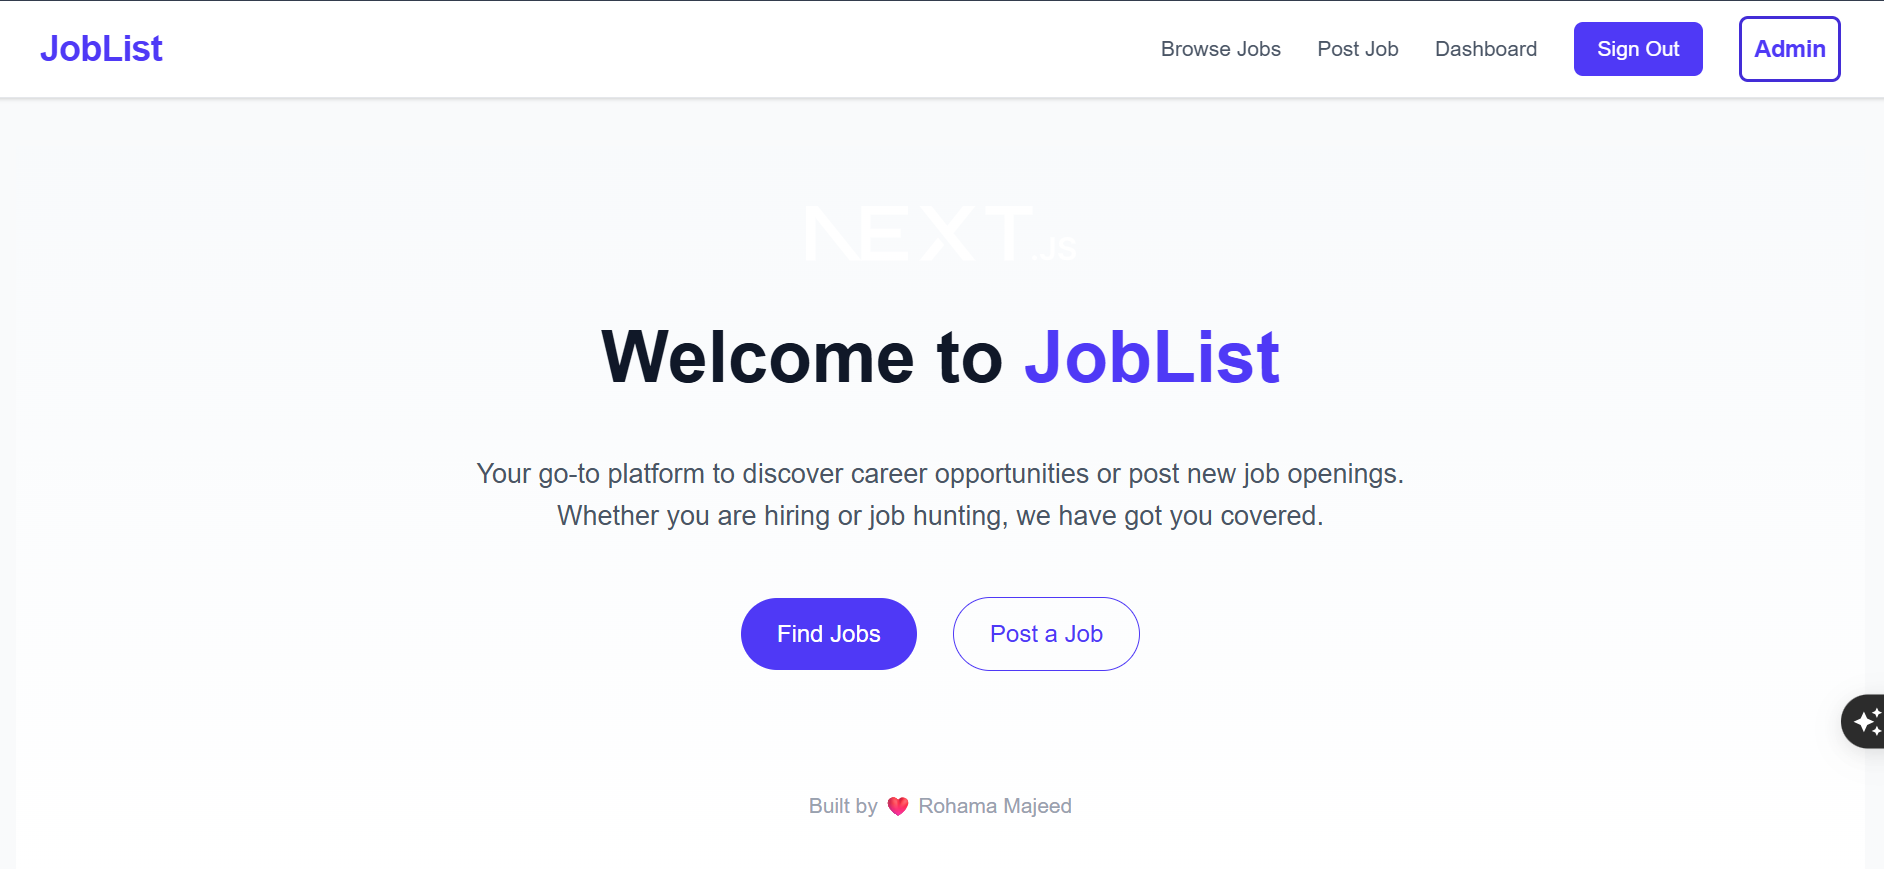 JobList
Browse Jobs
Post Job
Dashboard
Sign Out
Admin
NEXT.JS
Welcome to JobList
Your go-to platform to discover career opportunities or post new job openings.
Whether you are hiring or job hunting, we have got you covered.
Find Jobs
Post a Job
Built by ❤️ Rohama Majeed